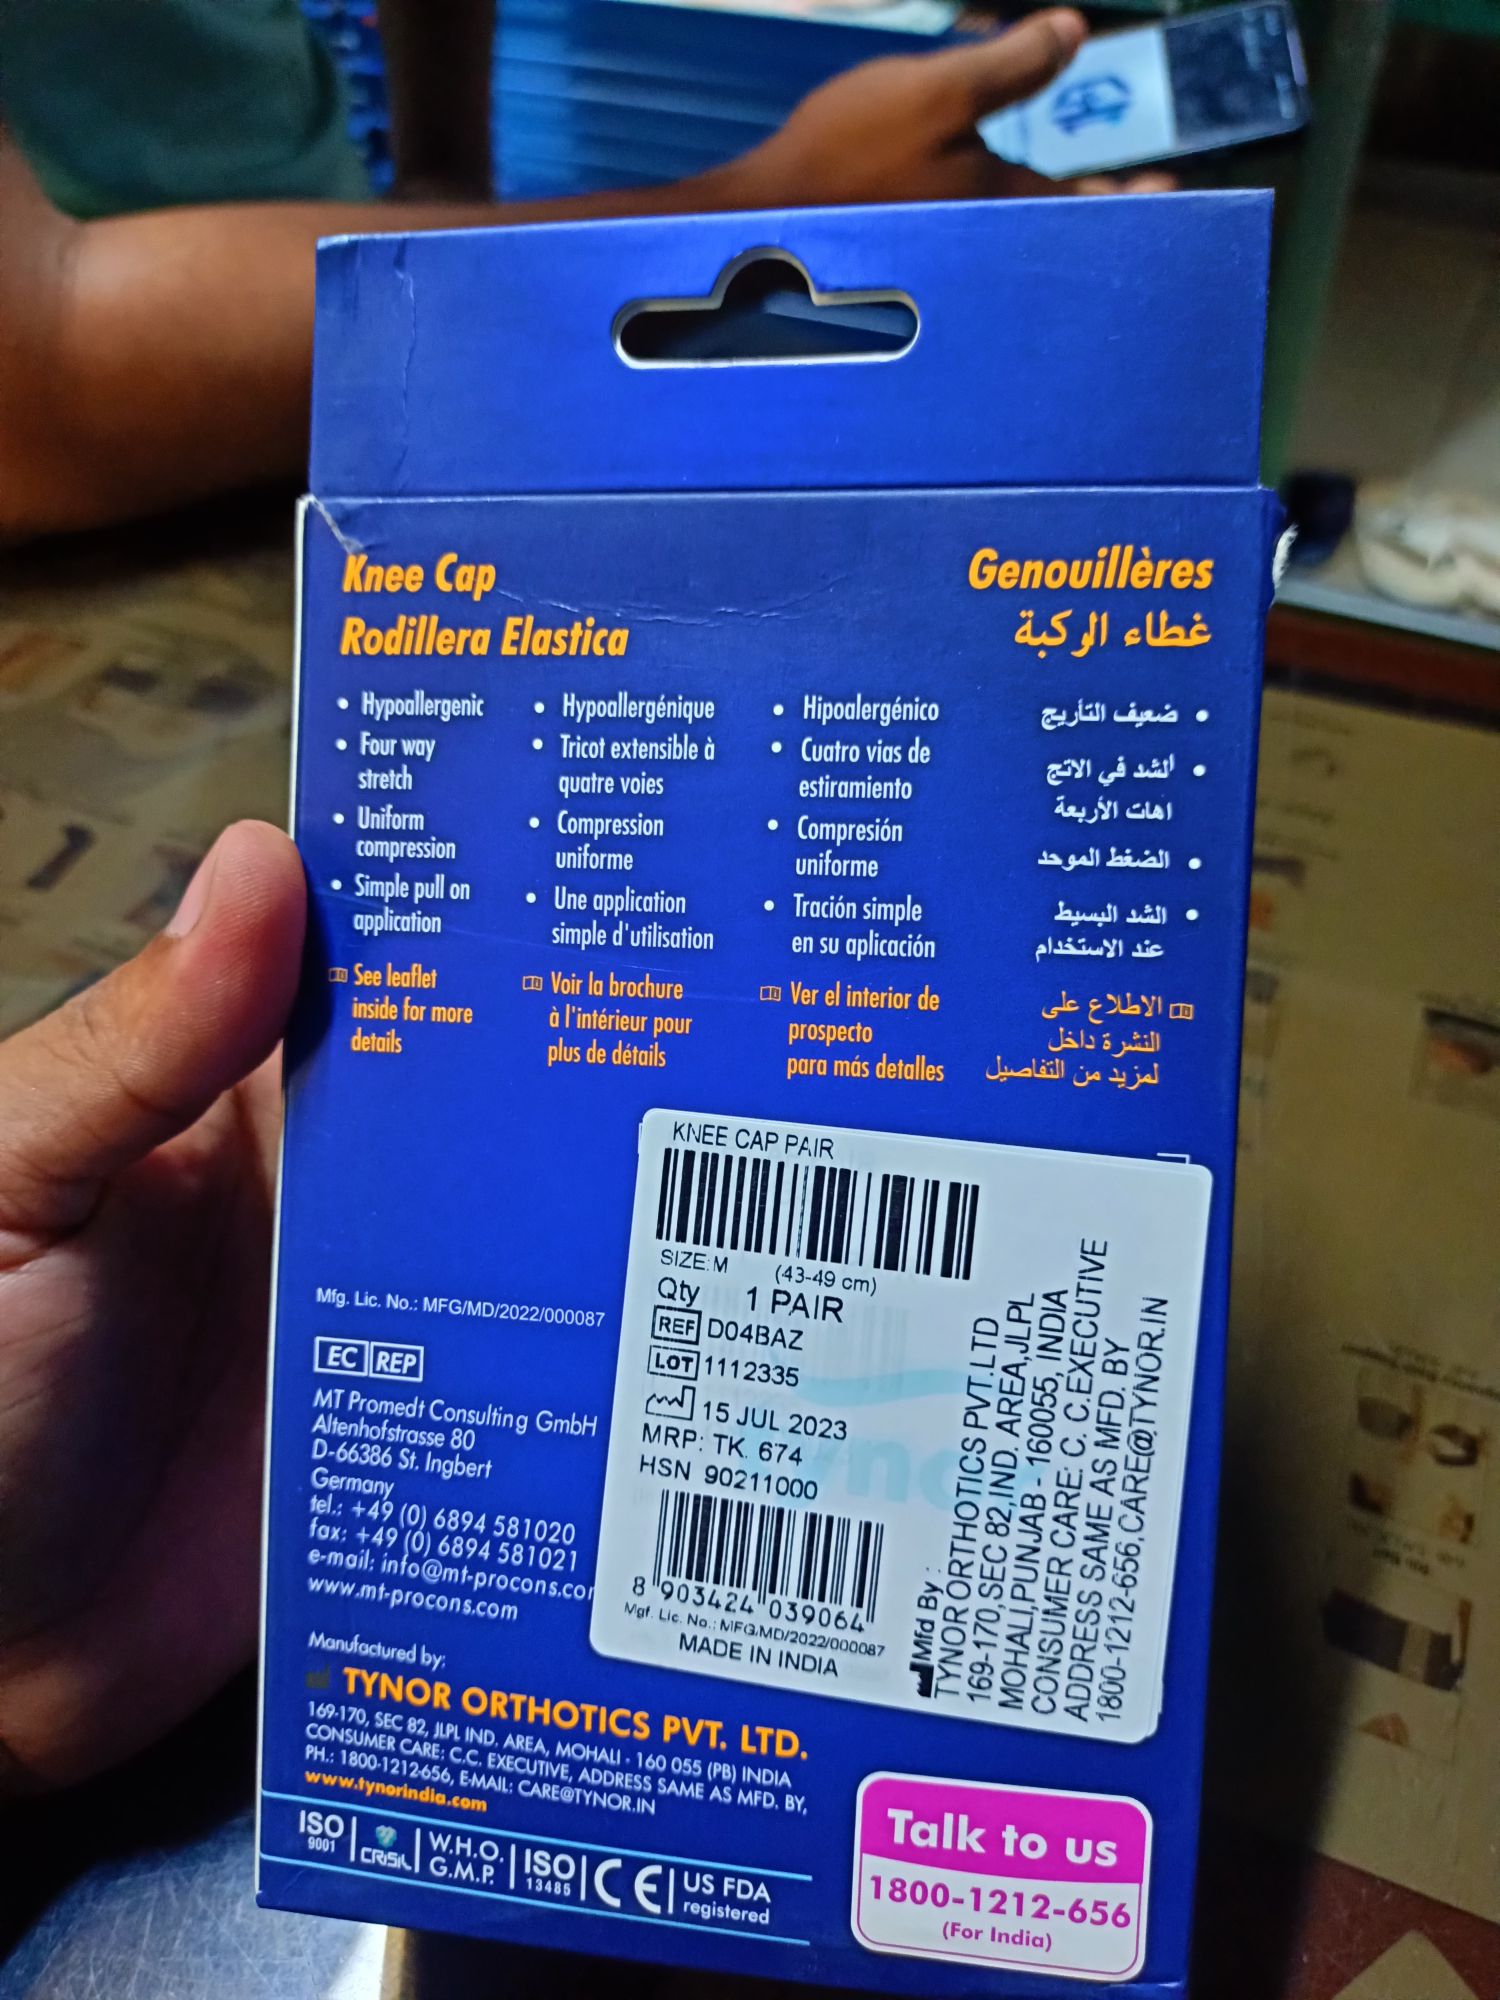 Knee Cap
Rodillera Elastica
Genouillères
غطاء الوكبة
• Hypoallergenic
• Four way
stretch
• Uniform
compression
• Simple pull on
application
See leaflet
inside for more
details
• Hypoallergénique
• Tricot extensible à
quatre voies
• Compression
uniforme
• Une application
simple d'utilisation
Voir la brochure
à l'intérieur pour
plus de détails
• Hipoalergénico
• Cuatro vias de
estiramiento
• Compresión
uniforme
• Tración simple
en su aplicación
Ver el interior de
prospecto
para más detalles
• ضعيف التأريج
• الشد في الاتج
اهات الأربعة
• الضغط الموحد
• الشد البسيط
عند الاستخدام
الاطلاع على
النشرة داخل
لمزيد من التفاصيل
KNEE CAP PAIR
SIZE:M (43-49 cm)
Qty 1 PAIR
REF D04BAZ
LOT 1112335
15 JUL 2023
MRP: TK. 674
HSN 90211000
8 903424 039064
Mgf. Lic. No.: MFG/MD/2022/000087
MADE IN INDIA
Mfd By :
TYNOR ORTHOTICS PVT.LTD
169-170,SEC 82,IND. AREA,JLPL
MOHALI,PUNJAB - 160055, INDIA
CONSUMER CARE: C. C.EXECUTIVE
ADDRESS SAME AS MFD. BY
1800-1212-656,CARE@TYNOR.IN
Mfg. Lic. No.: MFG/MD/2022/000087
EC REP
MT Promedt Consulting GmbH
Altenhofstrasse 80
D-66386 St. Ingbert
Germany
tel.: +49 (0) 6894 581020
fax: +49 (0) 6894 581021
e-mail: info@mt-procons.com
www.mt-procons.com
Manufactured by:
TYNOR ORTHOTICS PVT. LTD.
169-170, SEC 82, JLPL IND. AREA, MOHALI - 160 055 (PB) INDIA
CONSUMER CARE: C.C. EXECUTIVE, ADDRESS SAME AS MFD. BY,
PH.: 1800-1212-656, E-MAIL: CARE@TYNOR.IN
www.tynorindia.com
ISO 9001
CRISIL
W.H.O.
G.M.P.
ISO 13485
CE
US FDA
registered
Talk to us
1800-1212-656
(For India)